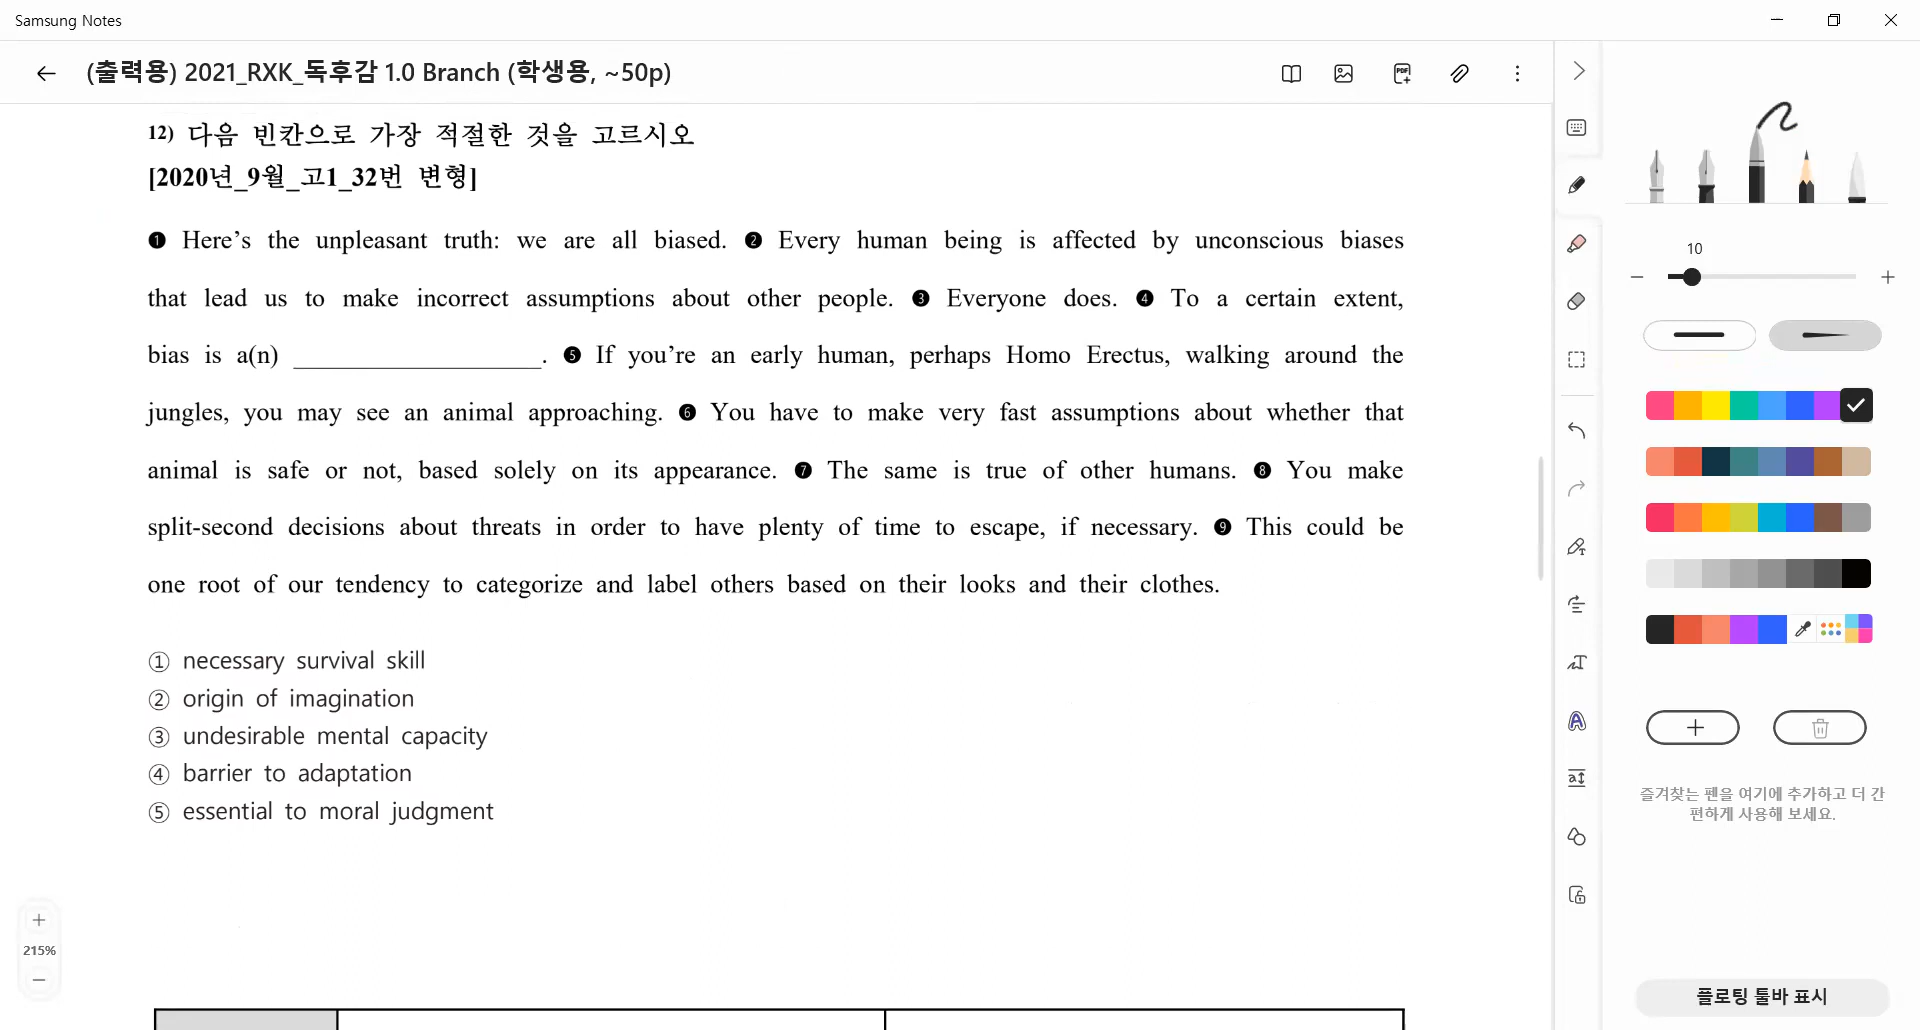 Samsung Notes
(출력용) 2021_RXK_독후감 1.0 Branch (학생용, ~50p)
12) 다음 빈칸으로 가장 적절한 것을 고르시오
[2020년_9월_고1_32번 변형]
❶ Here’s the unpleasant truth: we are all biased. ❷ Every human being is affected by unconscious biases
that lead us to make incorrect assumptions about other people. ❸ Everyone does. ❹ To a certain extent,
bias is a(n) ___________________. ❺ If you’re an early human, perhaps Homo Erectus, walking around the
jungles, you may see an animal approaching. ❻ You have to make very fast assumptions about whether that
animal is safe or not, based solely on its appearance. ❼ The same is true of other humans. ❽ You make
split-second decisions about threats in order to have plenty of time to escape, if necessary. ❾ This could be
one root of our tendency to categorize and label others based on their looks and their clothes.
① necessary survival skill
② origin of imagination
③ undesirable mental capacity
④ barrier to adaptation
⑤ essential to moral judgment
215%
PDF
10
즐겨찾는 펜을 여기에 추가하고 더 간
편하게 사용해 보세요.
플로팅 툴바 표시